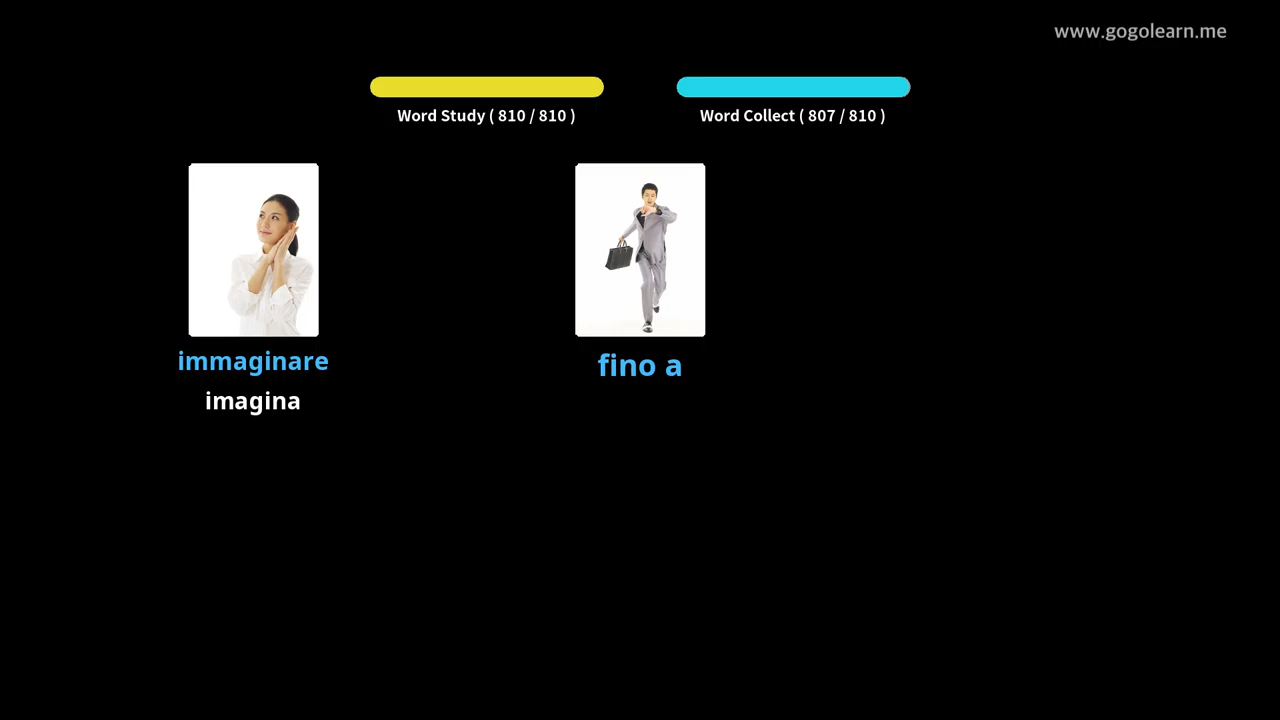 www.gogolearn.me
Word Study ( 810 / 810 )
Word Collect ( 807 / 810 )
immaginare
imagina
fino a